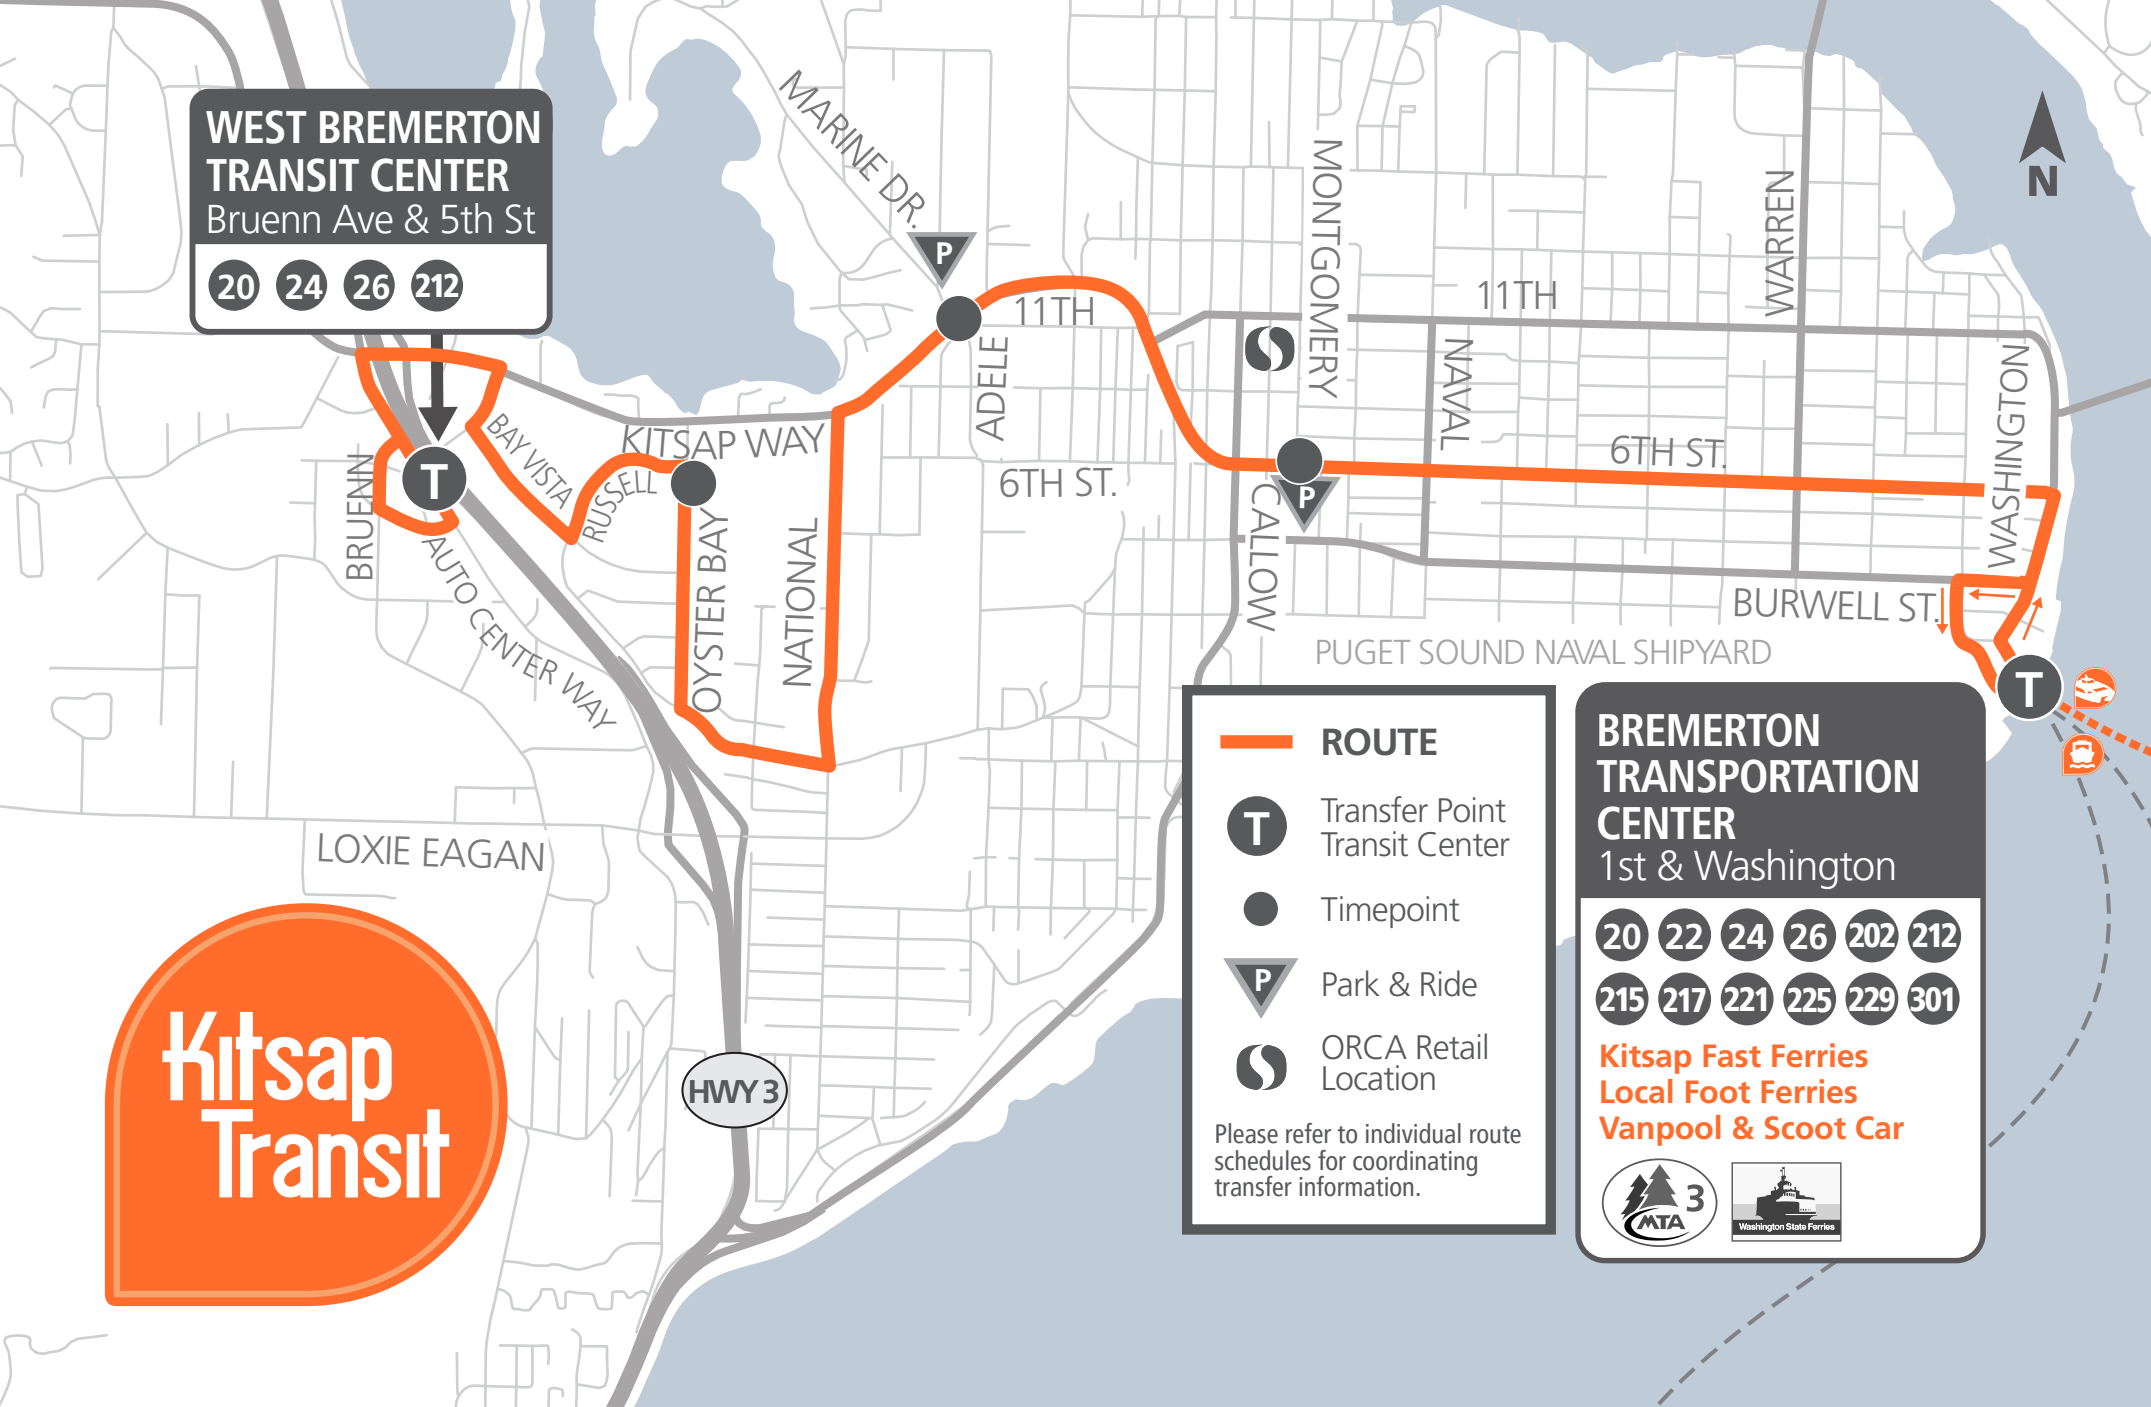 WEST BREMERTON
TRANSIT CENTER
Bruenn Ave & 5th St
20 24 26 212
MARINE DR.
P
11TH
ADELE
KITSAP WAY
6TH ST.
BAY VISTA
RUSSELL
T
BRUENN
AUTO CENTER WAY
OYSTER BAY
NATIONAL
LOXIE EAGAN
HWY 3
MONTGOMERY
11TH
WARREN
N
NAVAL
WASHINGTON
6TH ST.
P
CALLOW
BURWELL ST.
PUGET SOUND NAVAL SHIPYARD
T
Kitsap
Transit
ROUTE
T
Transfer Point
Transit Center
Timepoint
P
Park & Ride
ORCA Retail
Location
Please refer to individual route
schedules for coordinating
transfer information.
BREMERTON
TRANSPORTATION
CENTER
1st & Washington
20 22 24 26 202 212
215 217 221 225 229 301
Kitsap Fast Ferries
Local Foot Ferries
Vanpool & Scoot Car
MTA 3
Washington State Ferries